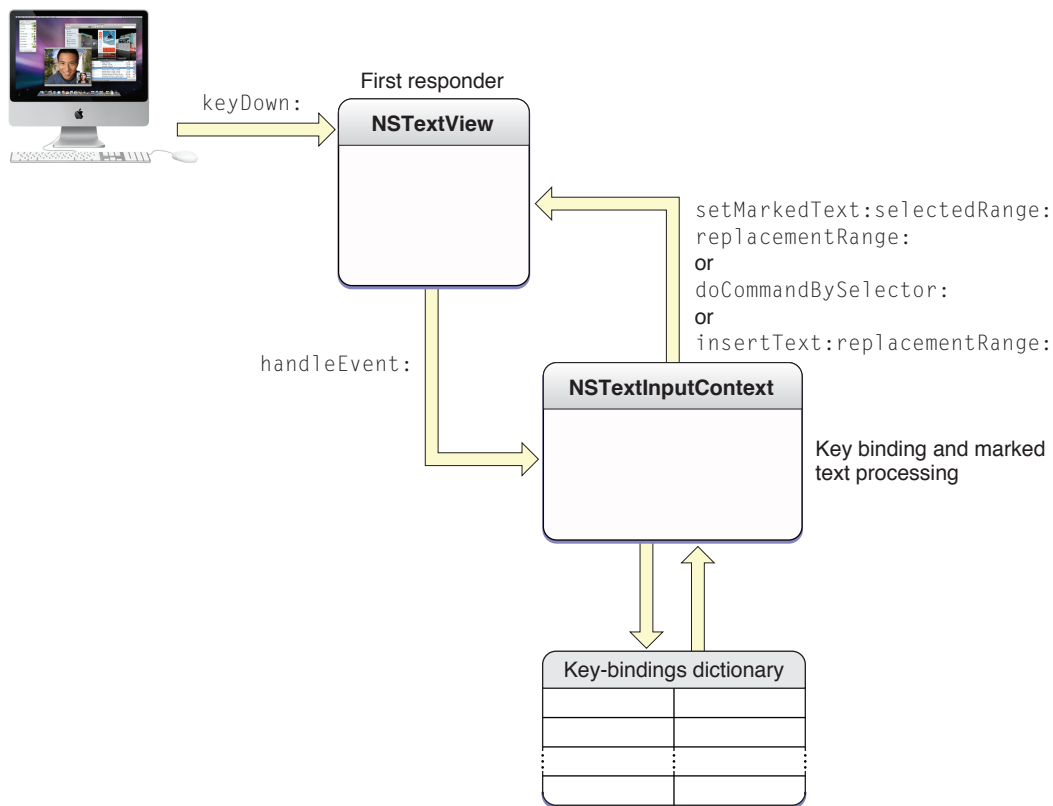 First responder
keyDown:
NSTextView
setMarkedText:selectedRange:
replacementRange:
or
doCommandBySelector:
or
insertText:replacementRange:
handleEvent:
NSTextInputContext
Key binding and marked
text processing
Key-bindings dictionary